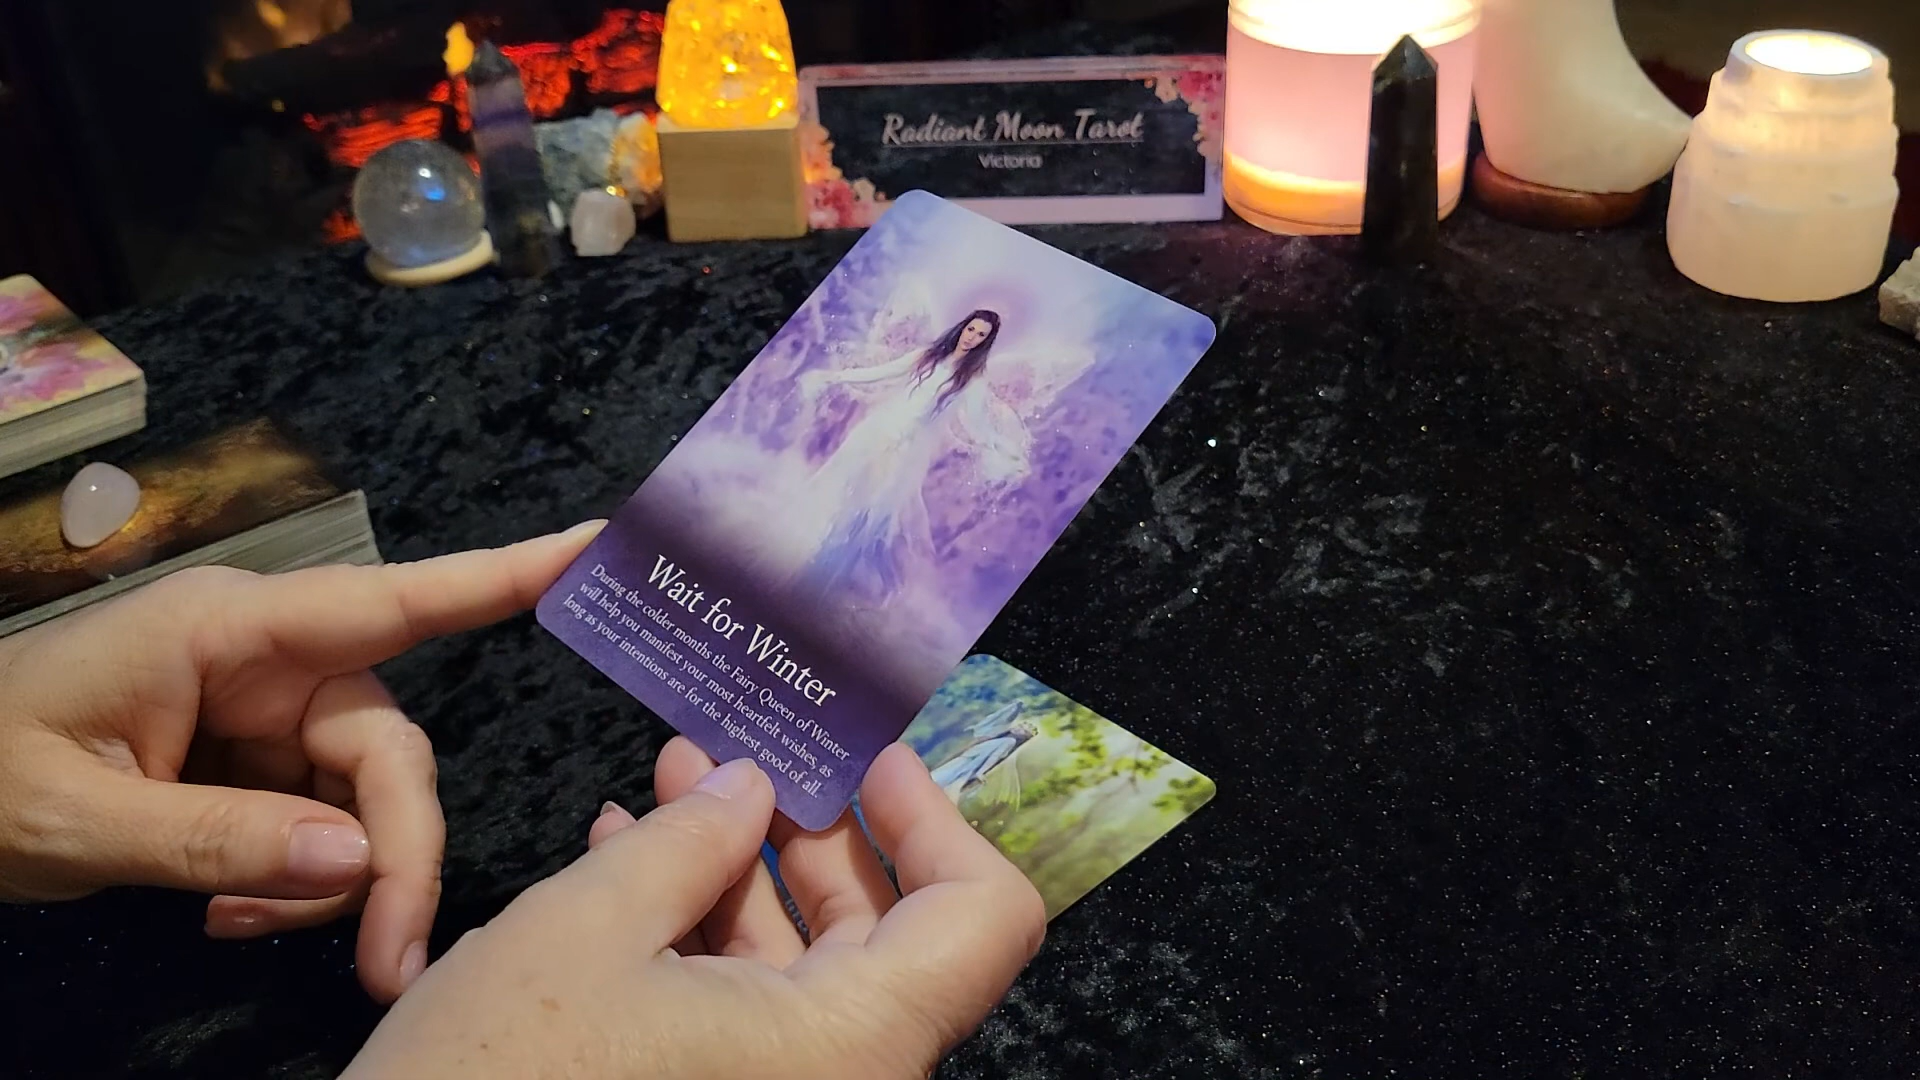 Radiant Moon Tarot
Victoria
Wait for Winter
During the colder months the Fairy Queen of Winter
will help you manifest your most heartfelt wishes, as
long as your intentions are for the highest good of all.